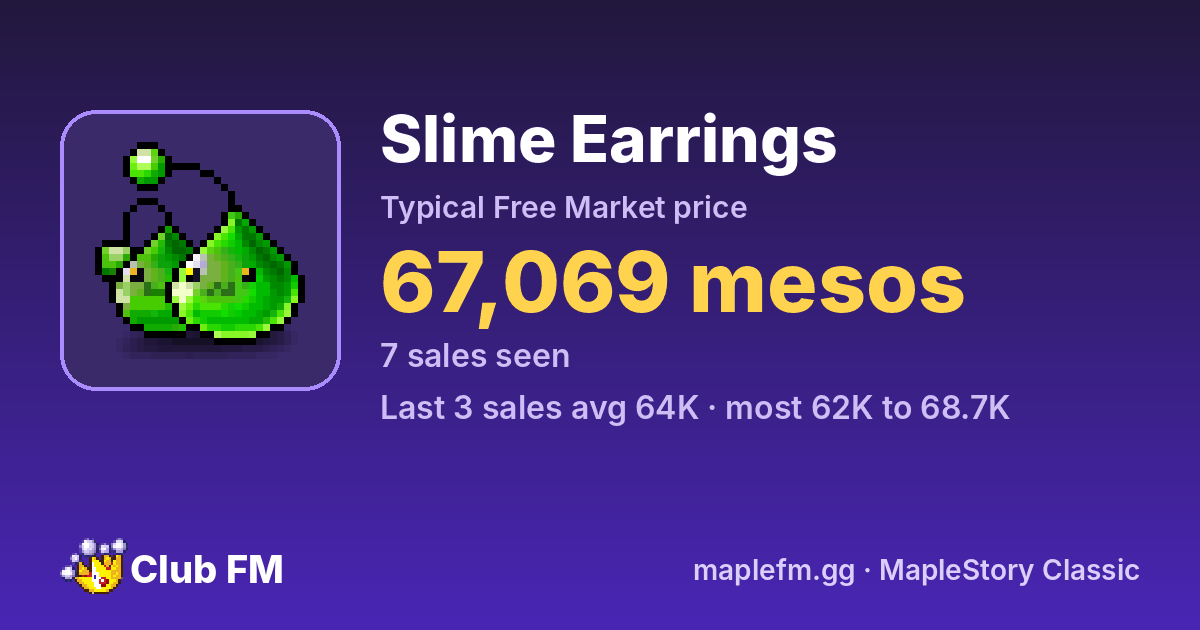 Slime Earrings
Typical Free Market price
67,069 mesos
7 sales seen
Last 3 sales avg 64K · most 62K to 68.7K
Club FM
maplefm.gg · MapleStory Classic